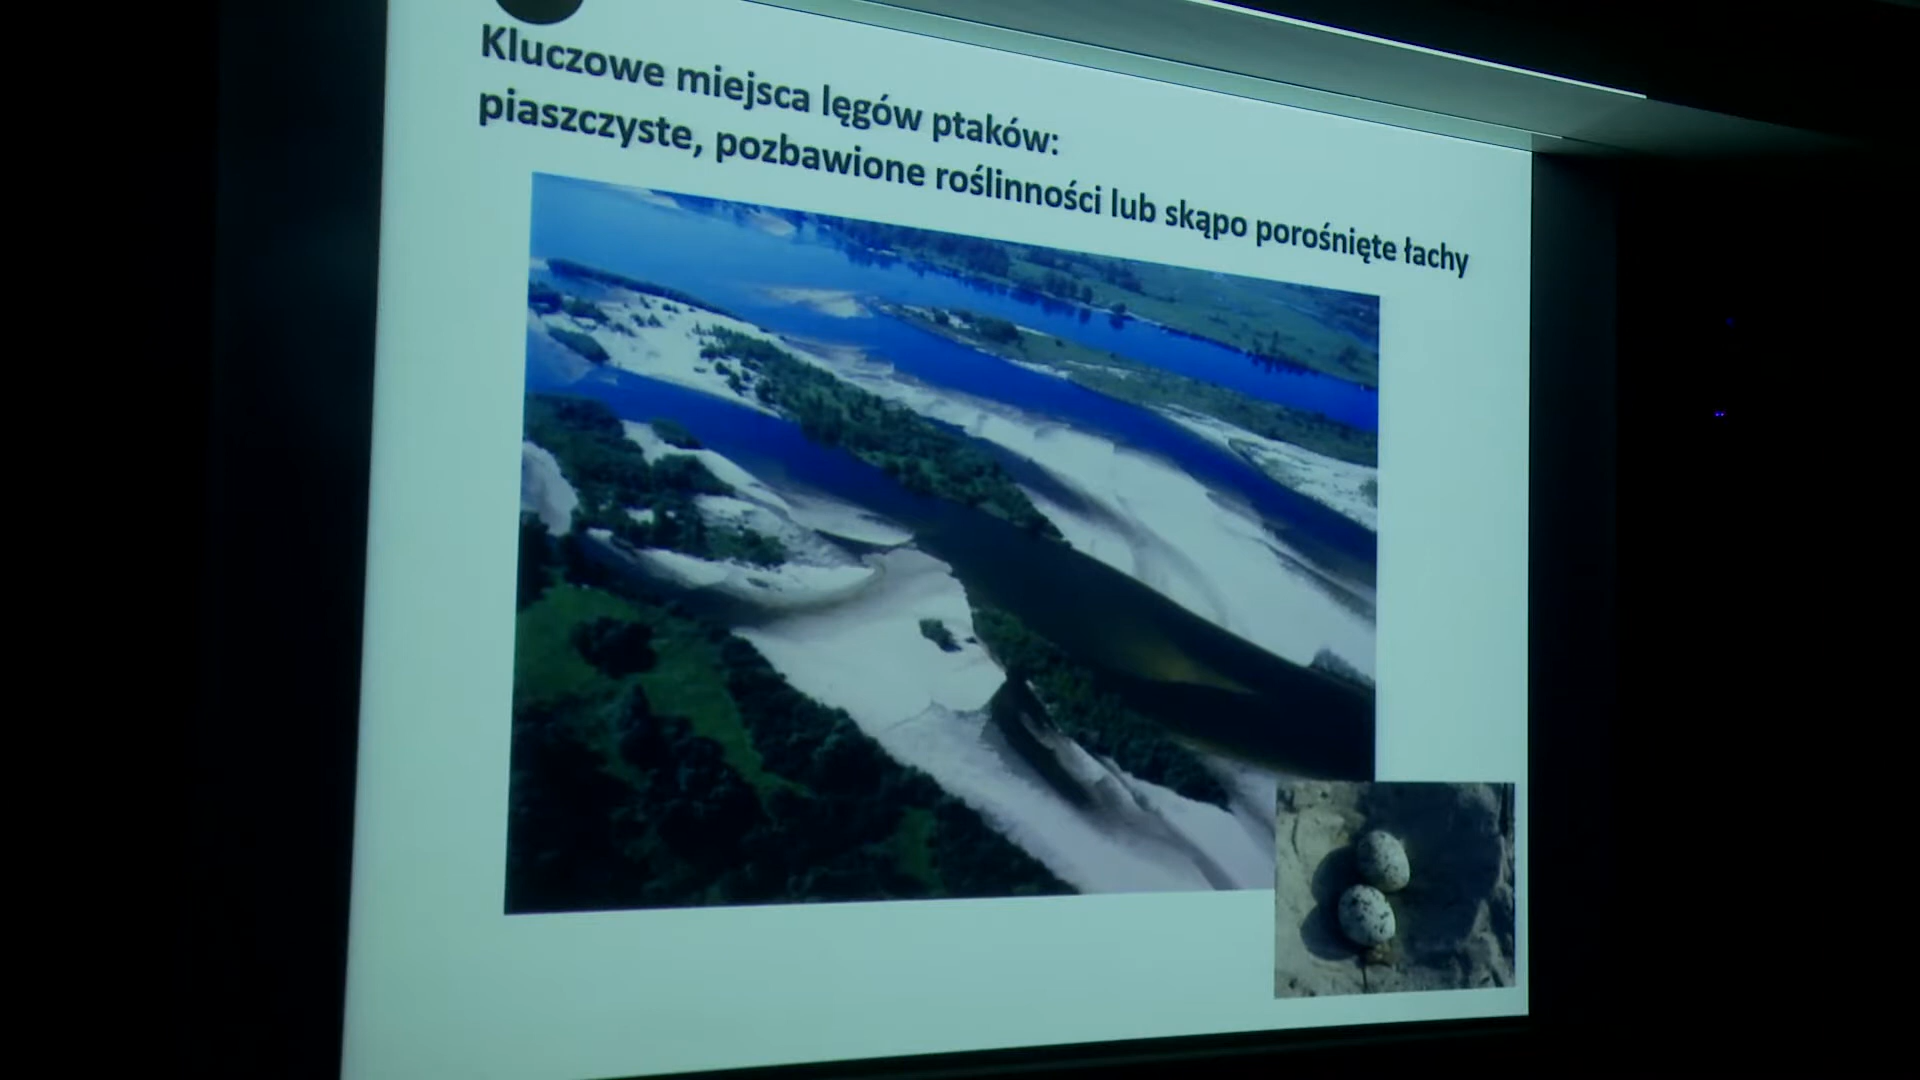 Kluczowe miejsca lęgów ptaków:
piaszczyste, pozbawione roślinności lub skąpo porośnięte łachy